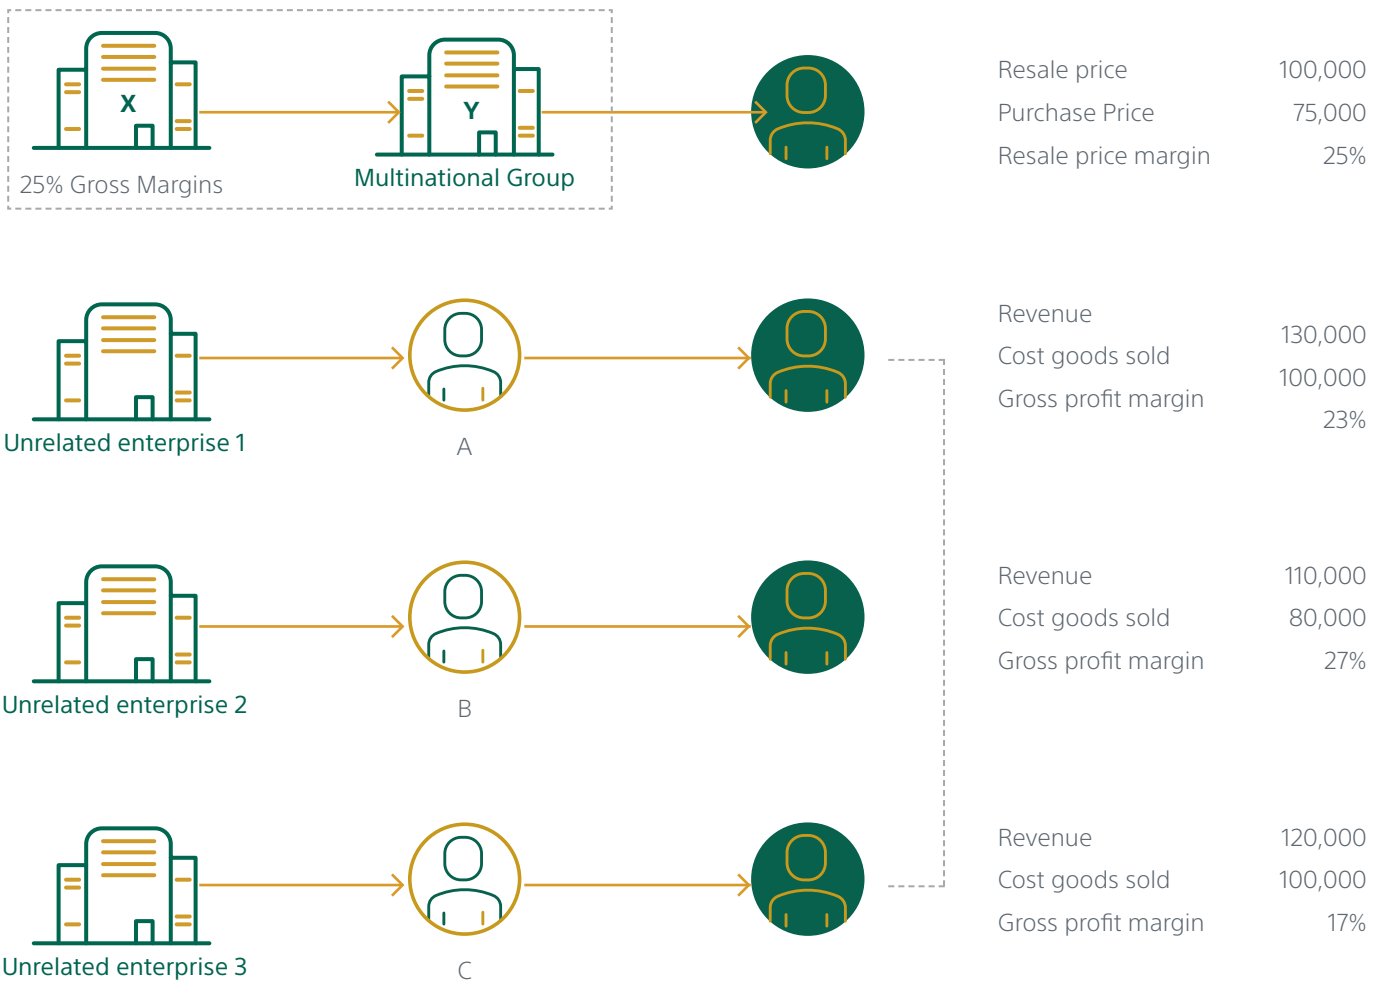 X
Y
25% Gross Margins
Multinational Group
Resale price 100,000
Purchase Price 75,000
Resale price margin 25%
Unrelated enterprise 1
A
Revenue
130,000
Cost goods sold
100,000
Gross profit margin
23%
Unrelated enterprise 2
B
Revenue 110,000
Cost goods sold 80,000
Gross profit margin 27%
Unrelated enterprise 3
C
Revenue 120,000
Cost goods sold 100,000
Gross profit margin 17%